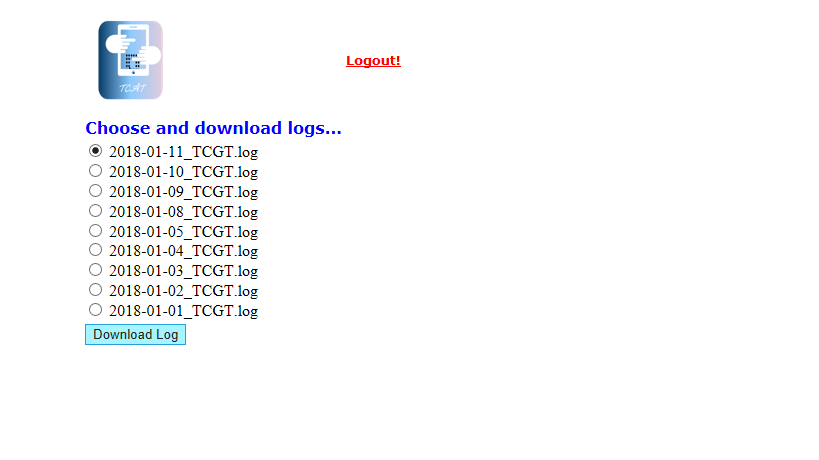 TCAT
Logout!
Choose and download logs...
2018-01-11_TCGT.log
2018-01-10_TCGT.log
2018-01-09_TCGT.log
2018-01-08_TCGT.log
2018-01-05_TCGT.log
2018-01-04_TCGT.log
2018-01-03_TCGT.log
2018-01-02_TCGT.log
2018-01-01_TCGT.log
Download Log